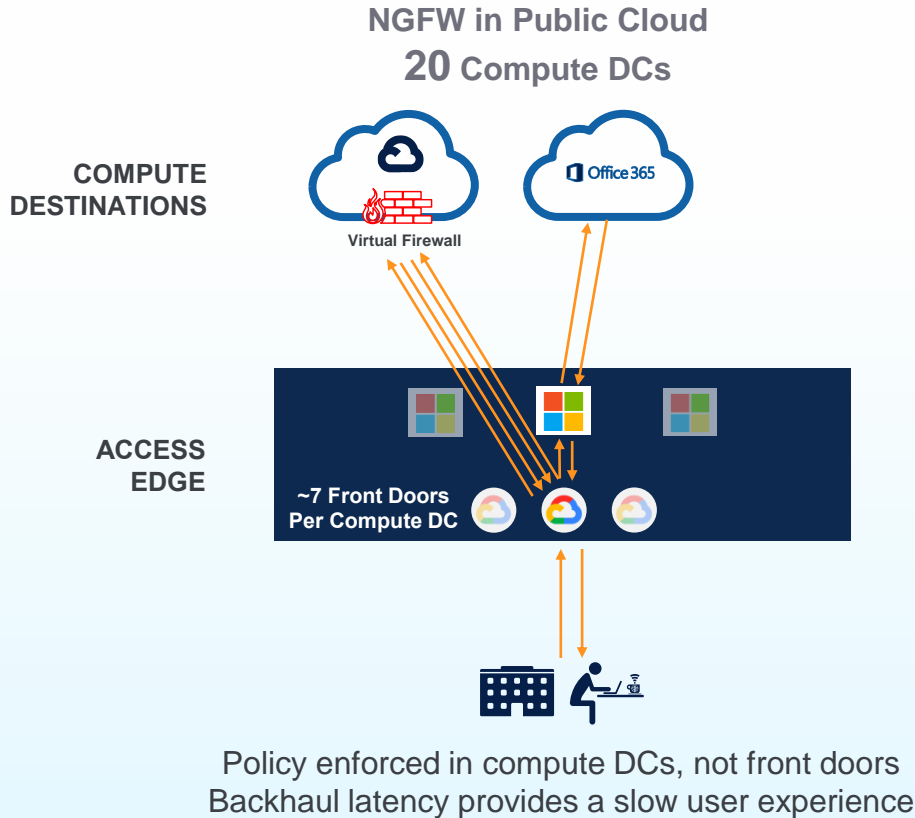 NGFW in Public Cloud
20 Compute DCs
COMPUTE
DESTINATIONS
Office 365
Virtual Firewall
ACCESS
EDGE
~7 Front Doors
Per Compute DC
Policy enforced in compute DCs, not front doors
Backhaul latency provides a slow user experience